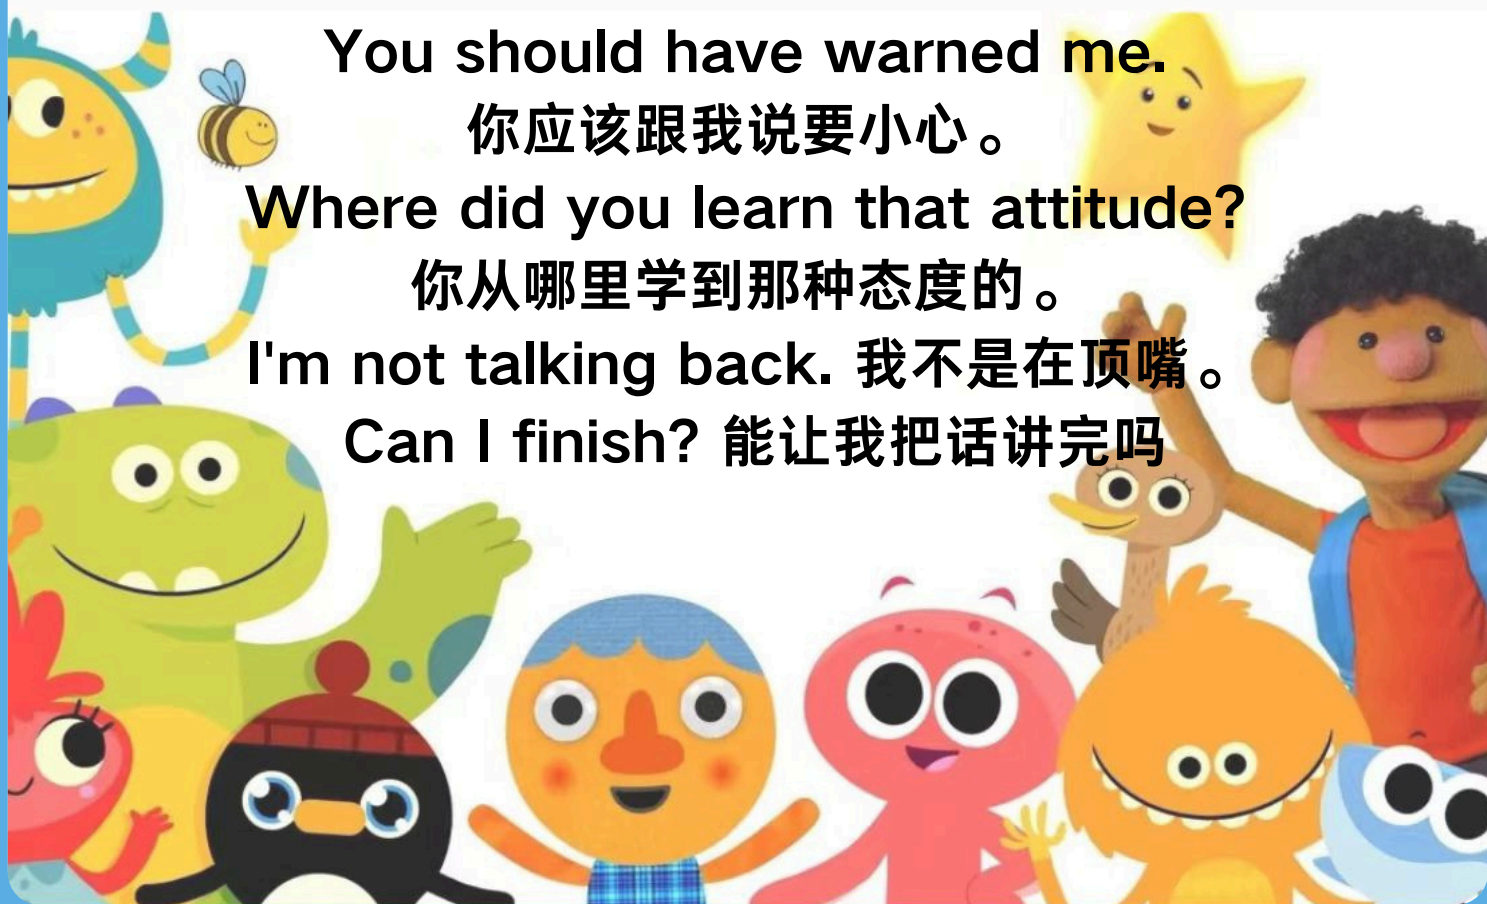 You should have warned me.
你应该跟我说要小心。
Where did you learn that attitude?
你从哪里学到那种态度的。
I'm not talking back. 我不是在顶嘴。
Can I finish? 能让我把话讲完吗